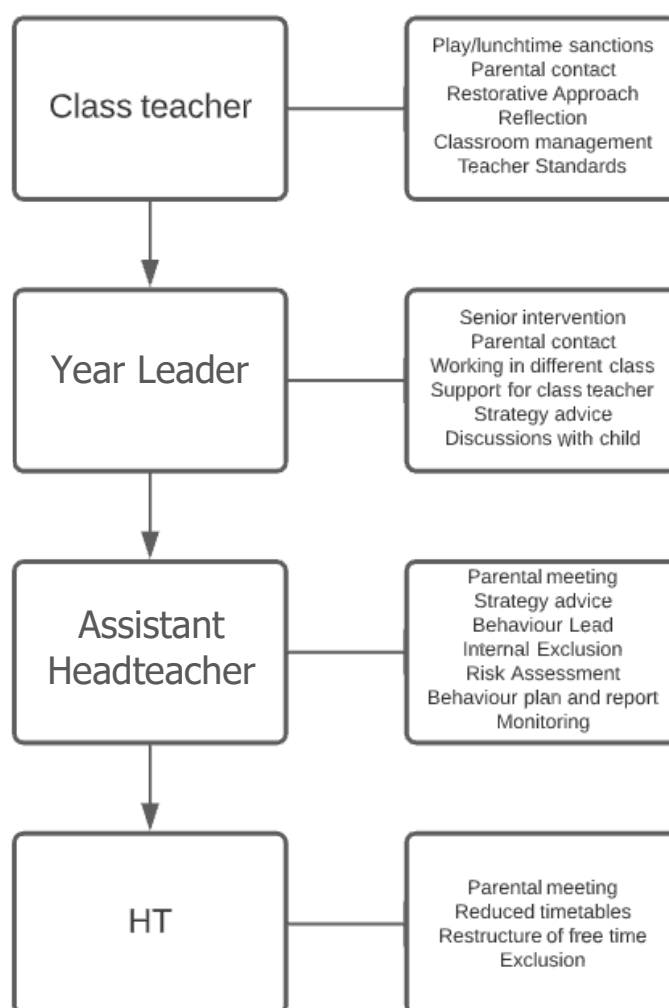 Class teacher
Play/lunchtime sanctions
Parental contact
Restorative Approach
Reflection
Classroom management
Teacher Standards
Year Leader
Senior intervention
Parental contact
Working in different class
Support for class teacher
Strategy advice
Discussions with child
Assistant
Headteacher
Parental meeting
Strategy advice
Behaviour Lead
Internal Exclusion
Risk Assessment
Behaviour plan and report
Monitoring
HT
Parental meeting
Reduced timetables
Restructure of free time
Exclusion